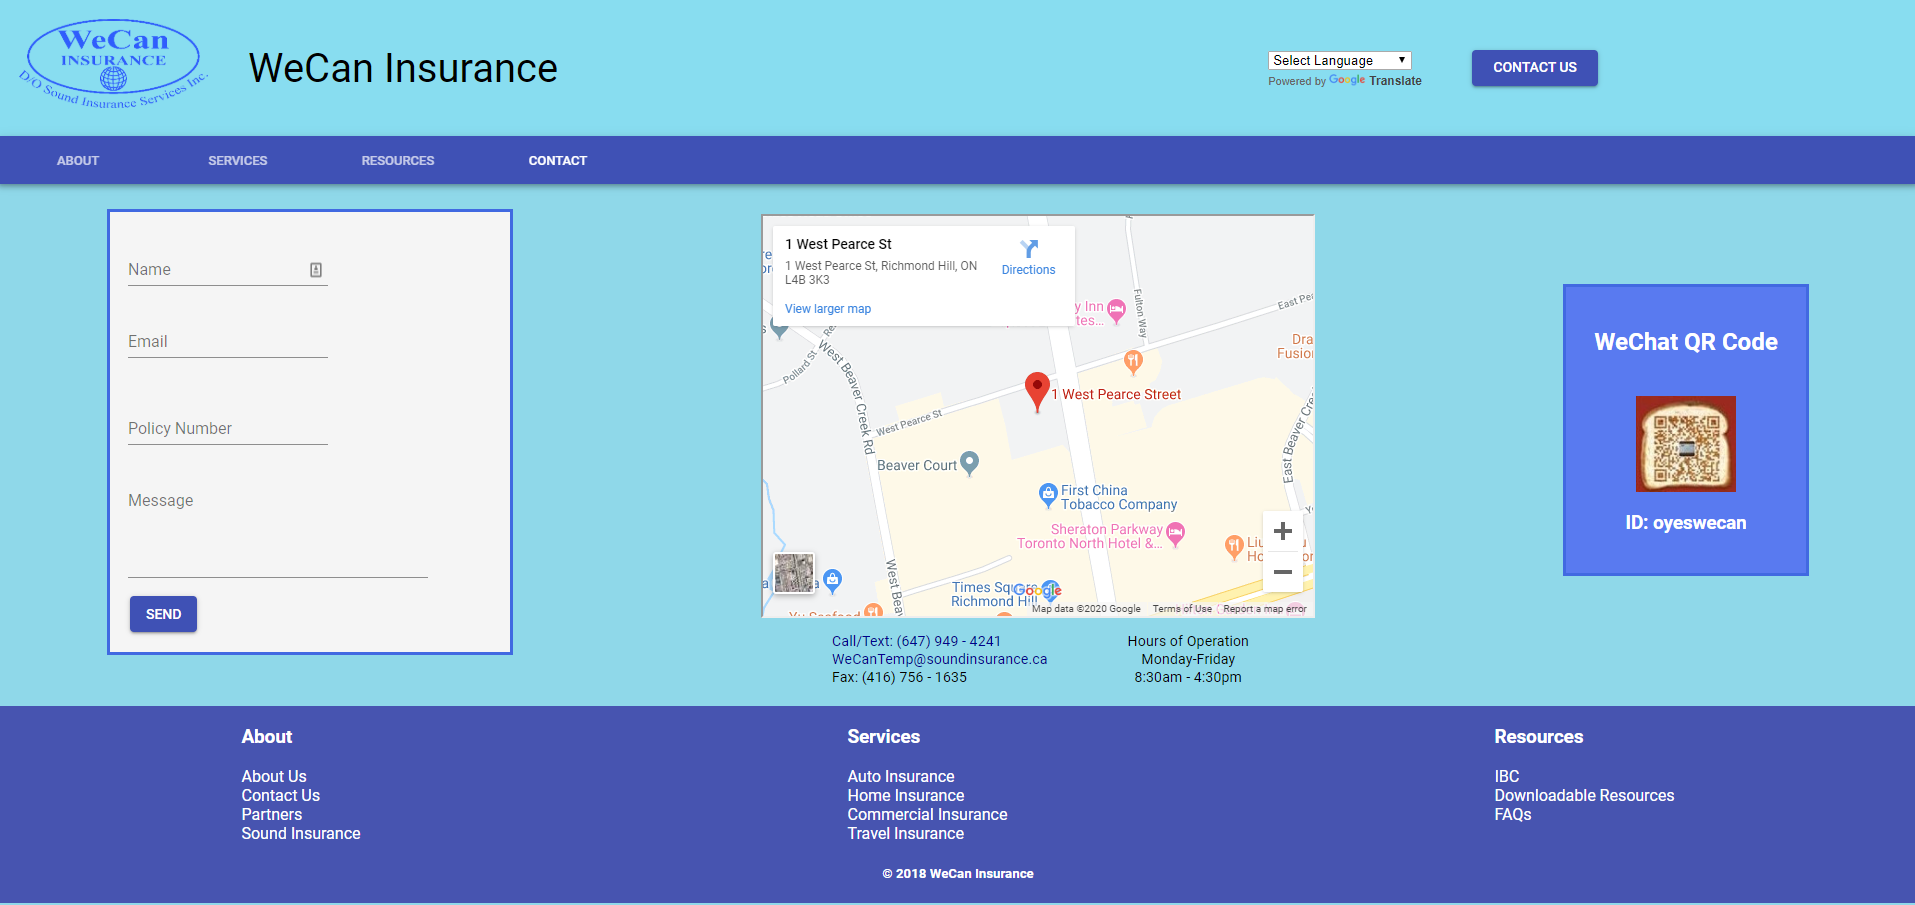 WeCan
INSURANCE
D/O Sound Insurance Services Inc.
WeCan Insurance
Select Language
Powered by Google Translate
CONTACT US
ABOUT
SERVICES
RESOURCES
CONTACT
Name
Email
Policy Number
Message
SEND
1 West Pearce St
1 West Pearce St, Richmond Hill, ON
L4B 3K3
Directions
View larger map
Fulton Way
East Pe
y Inn
tes...
Dra
Fusio
Pollard St
West Beaver Creek Rd
1 West Pearce Street
West Pearce St
Beaver Court
East Beaver Cre
First China
Tobacco Company
Sheraton Parkway
Toronto North Hotel &...
West Bea
Times Sq
Richmond Hill
Google
Map data ©2020 Google
Terms of Use
Report a map error
Call/Text: (647) 949 - 4241
WeCanTemp@soundinsurance.ca
Fax: (416) 756 - 1635
Hours of Operation
Monday-Friday
8:30am - 4:30pm
WeChat QR Code
ID: oyeswecan
About
About Us
Contact Us
Partners
Sound Insurance
Services
Auto Insurance
Home Insurance
Commercial Insurance
Travel Insurance
Resources
IBC
Downloadable Resources
FAQs
© 2018 WeCan Insurance